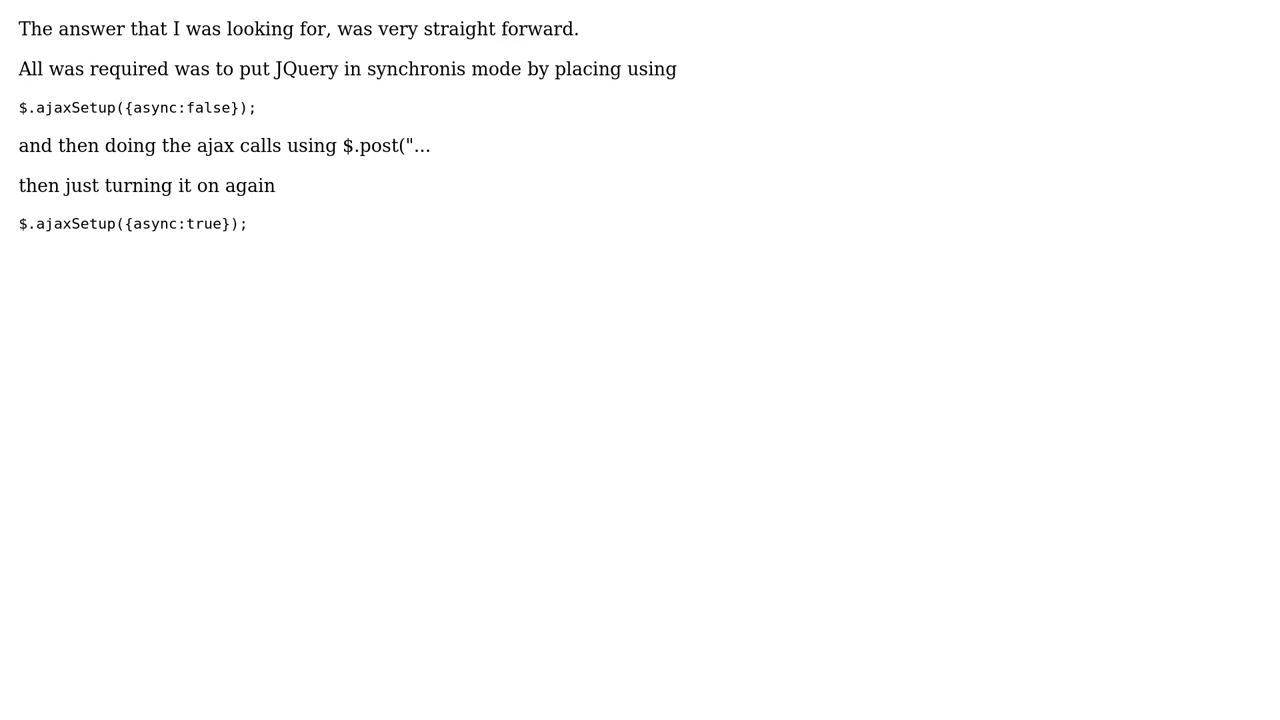 The answer that I was looking for, was very straight forward.
All was required was to put JQuery in synchronis mode by placing using
$.ajaxSetup({async:false});
and then doing the ajax calls using $.post("...
then just turning it on again
$.ajaxSetup({async:true});